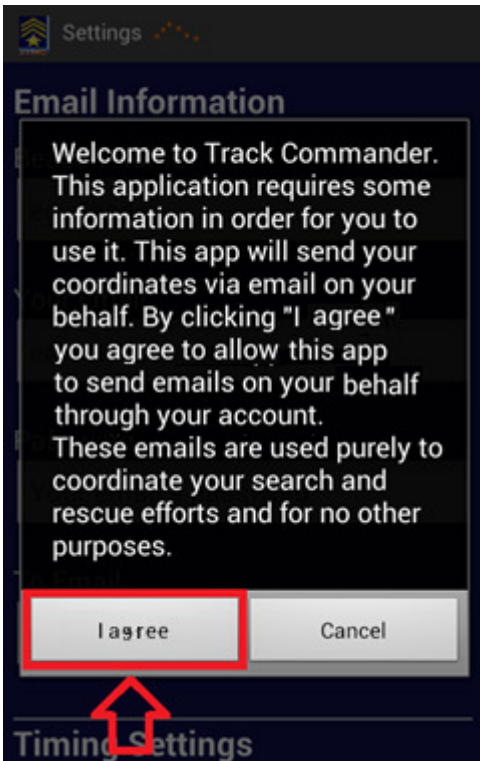 Settings
Email Information
Welcome to Track Commander.
This application requires some
information in order for you to
use it. This app will send your
coordinates via email on your
behalf. By clicking "I agree"
you agree to allow this app
to send emails on your behalf
through your account.
These emails are used purely to
coordinate your search and
rescue efforts and for no other
purposes.
To Email
I agree
Cancel
Timing Settings